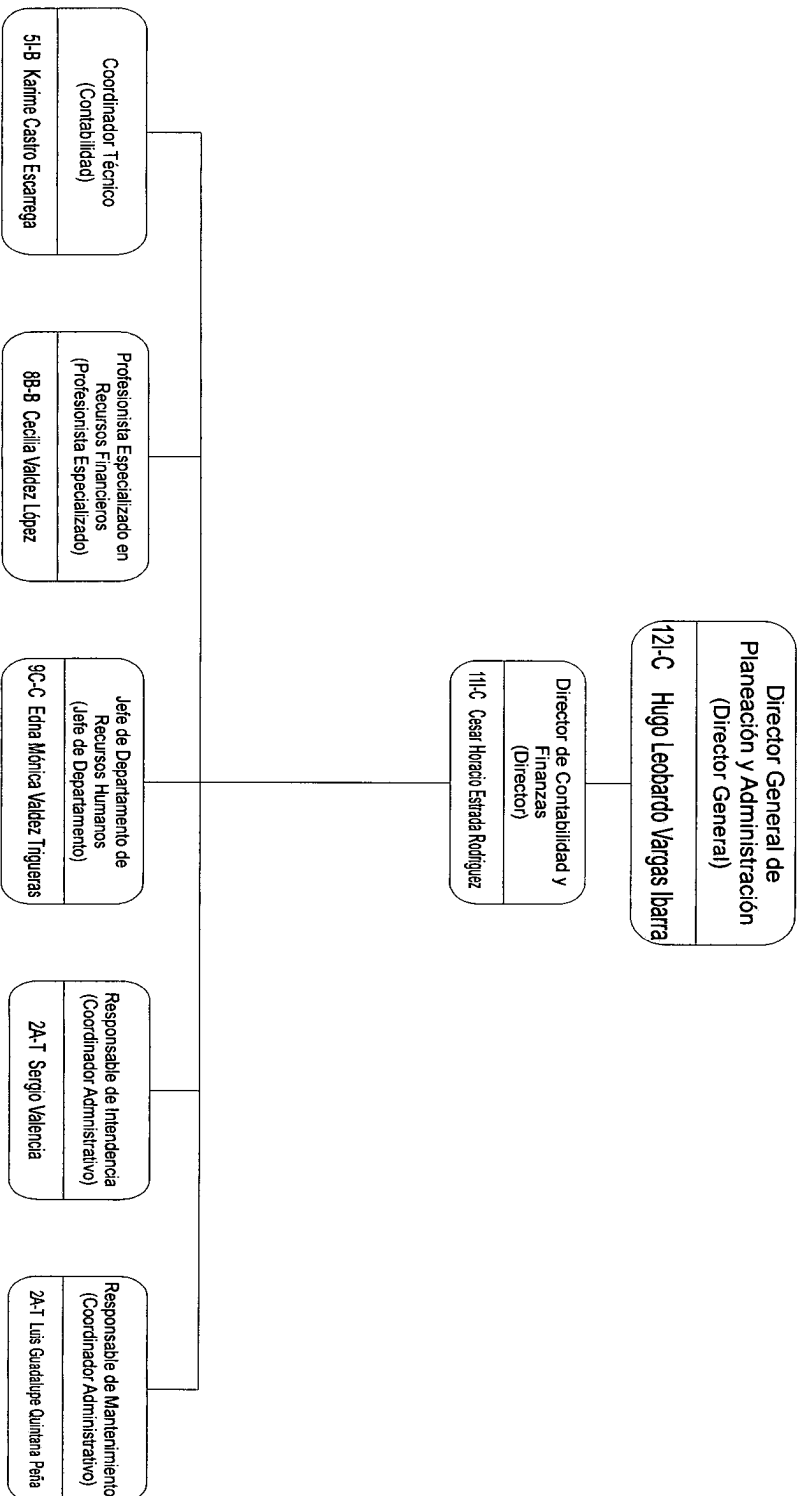 Director General de
Planeación y Administración
(Director General)
12I-C Hugo Leobardo Vargas Ibarra
Director de Contabilidad y
Finanzas
(Director)
11I-C Cesar Horacio Estrada Rodriguez
Coordinador Técnico
(Contabilidad)
5I-B Karime Castro Escarrega
Profesionista Especializado en
Recursos Financieros
(Profesionista Especializado)
8B-B Cecilia Valdez López
Jefe de Departamento de
Recursos Humanos
(Jefe de Departamento)
9C-C Edna Mónica Valdez Trigueras
Responsable de Intendencia
(Coordinador Admnistrativo)
2A-T Sergio Valencia
Responsable de Mantenimiento
(Coordinador Administrativo)
2A-T Luis Guadalupe Quintana Peña